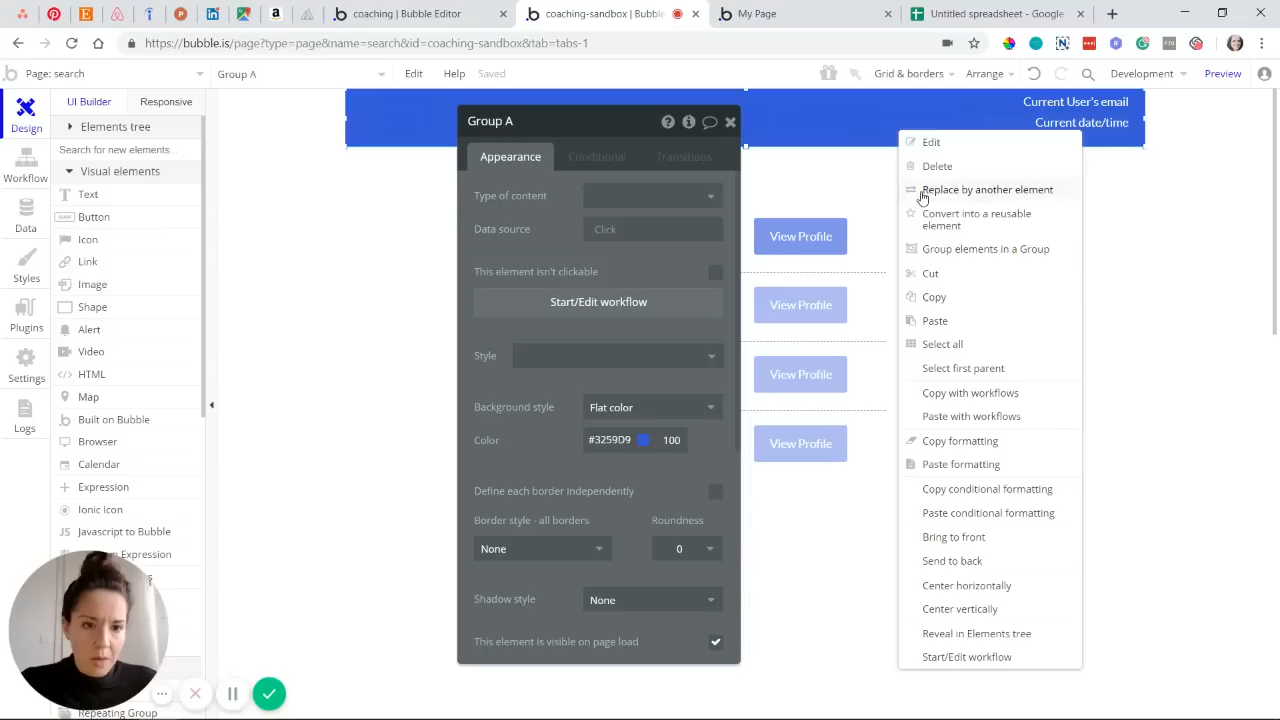 coaching | Bubble Editor
coaching-sandbox | Bubble
My Page
Untitled spreadsheet - Google
https://bubble.is/page?type=page&name=search&id=coaching-sandbox&tab=tabs-1
Page: search
Group A
Edit
Help
Saved
Grid & borders
Arrange
Development
Preview
Design
Workflow
Data
Styles
Plugins
Settings
Logs
UI Builder
Responsive
Elements tree
Search for new elements...
Visual elements
Text
Button
Icon
Link
Image
Shape
Alert
Video
HTML
Map
Built on Bubble
Browser
Calendar
Expression
Ionic Icon
Javascript to Bubble
Expression
Repeating Group
Current User's email
Current date/time
Group A
Appearance
Conditional
Transitions
Type of content
Data source
Click
This element isn't clickable
Start/Edit workflow
Style
Background style
Flat color
Color
#3259D9
100
Define each border independently
Border style - all borders
Roundness
None
0
Shadow style
None
This element is visible on page load
View Profile
View Profile
View Profile
View Profile
Edit
Delete
Replace by another element
Convert into a reusable
element
Group elements in a Group
Cut
Copy
Paste
Select all
Select first parent
Copy with workflows
Paste with workflows
Copy formatting
Paste formatting
Copy conditional formatting
Paste conditional formatting
Bring to front
Send to back
Center horizontally
Center vertically
Reveal in Elements tree
Start/Edit workflow